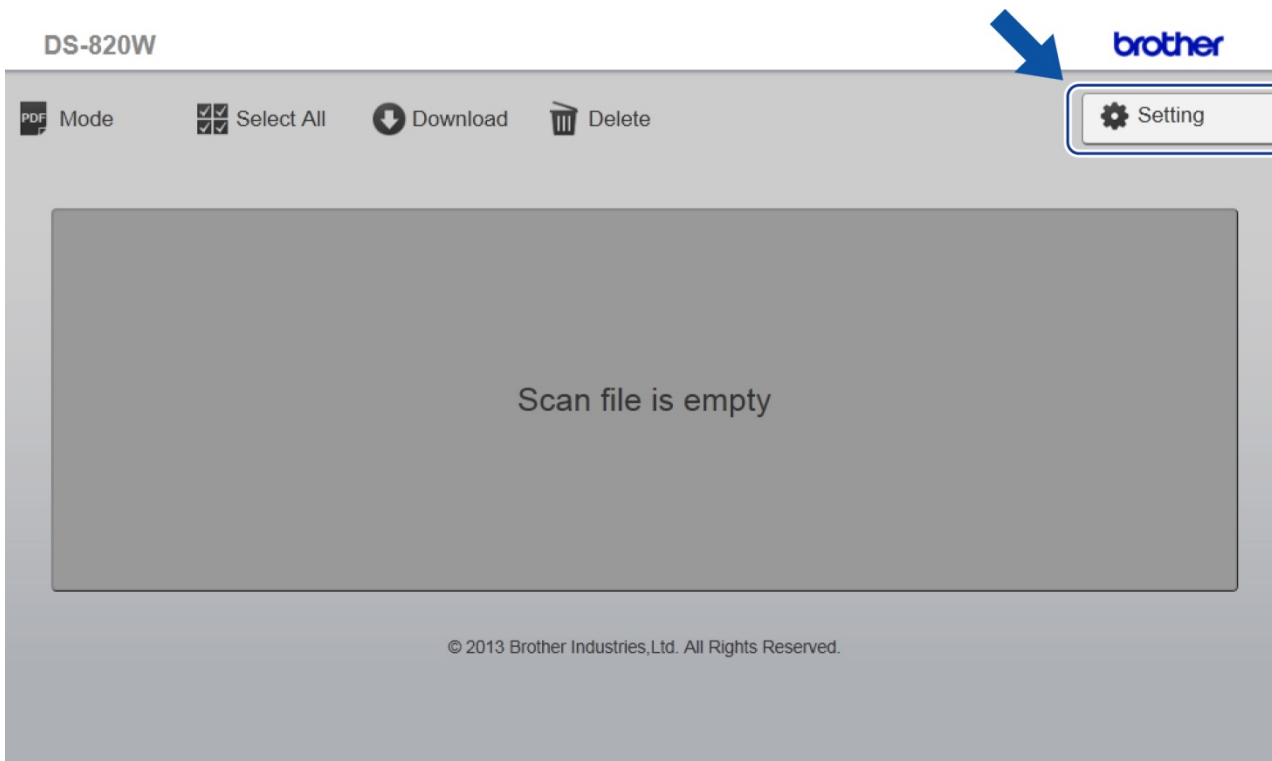 DS-820W brother
PDF Mode Select All Download Delete Setting
Scan file is empty
© 2013 Brother Industries,Ltd. All Rights Reserved.